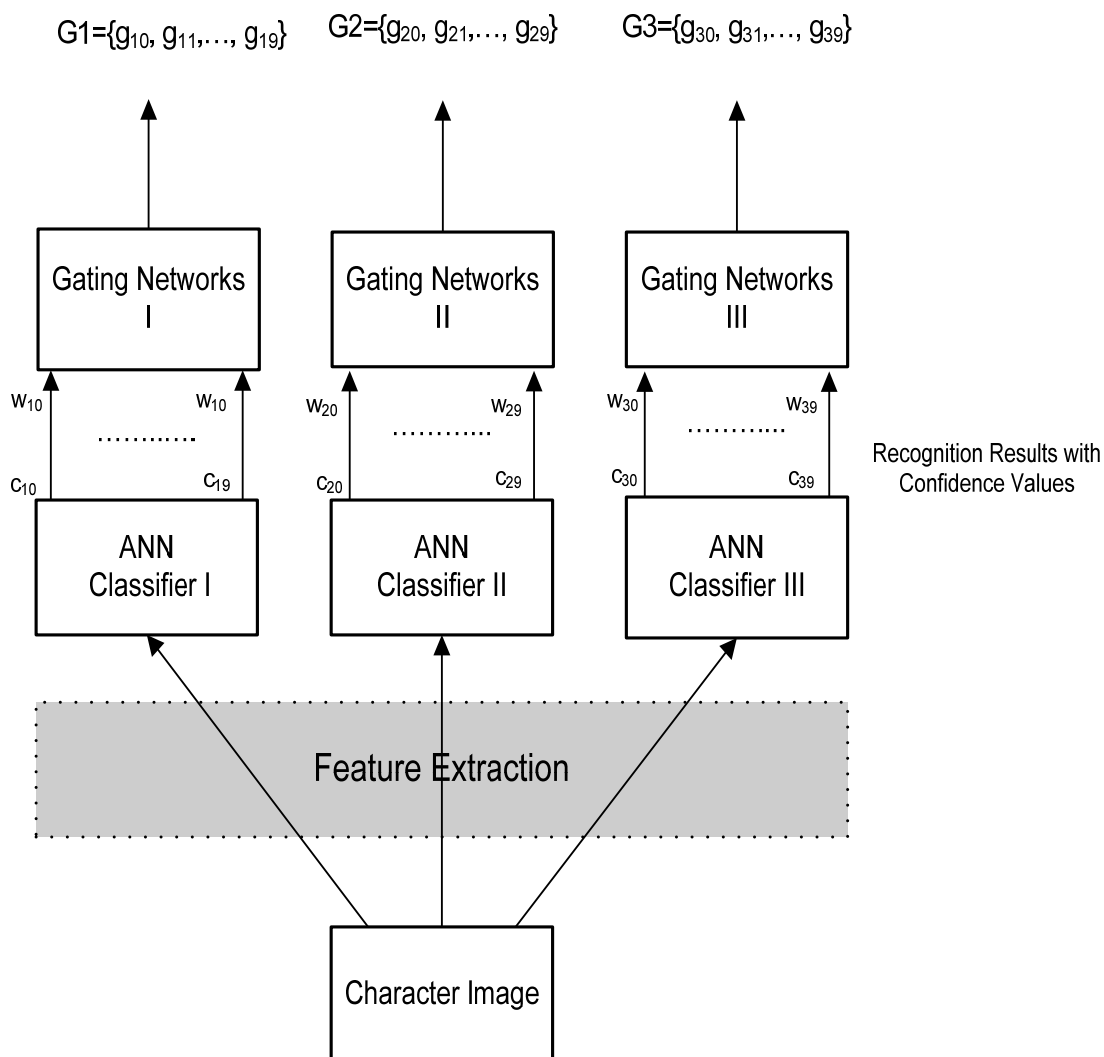 G1={g10, g11,…, g19} G2={g20, g21,…, g29} G3={g30, g31,…, g39}
Gating Networks
I
Gating Networks
II
Gating Networks
III
w10 w10 w20 w29 w30 w39
………… ………… …………
c10 c19 c20 c29 c30 c39
Recognition Results with
Confidence Values
ANN
Classifier I
ANN
Classifier II
ANN
Classifier III
Feature Extraction
Character Image